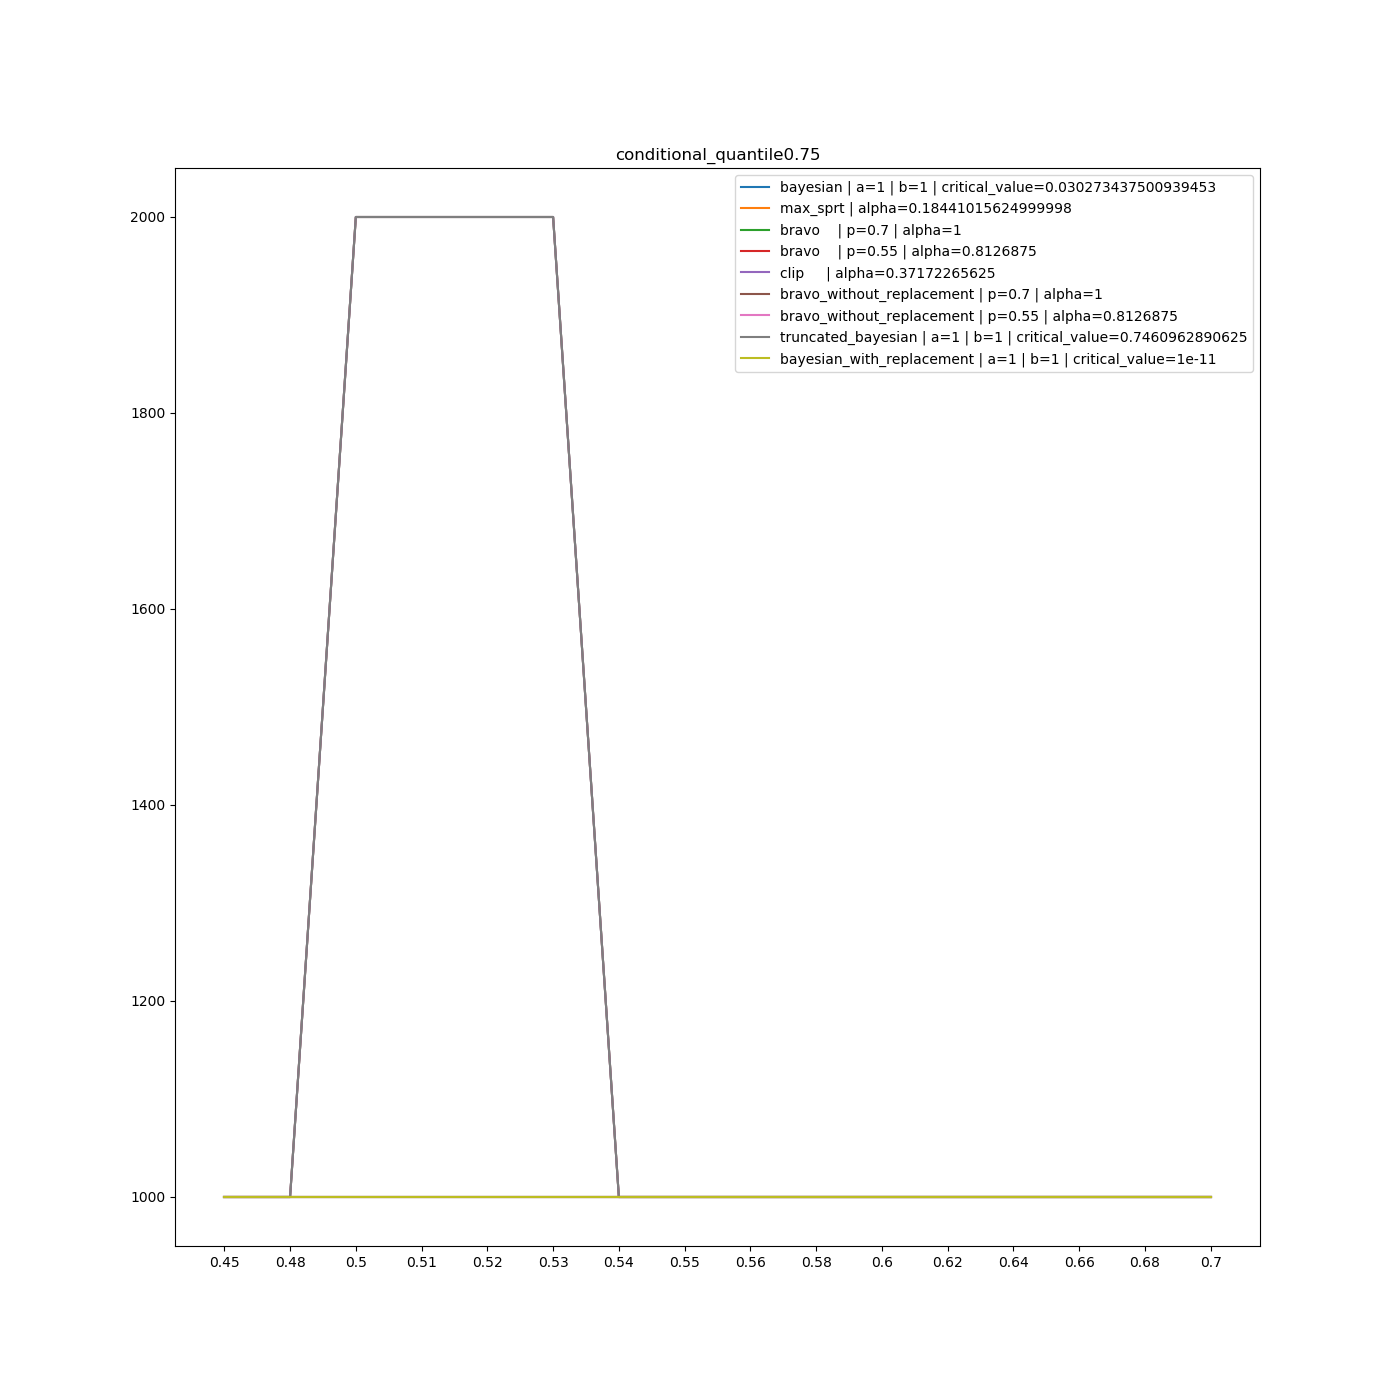 conditional_quantile0.75
bayesian | a=1 | b=1 | critical_value=0.030273437500939453
max_sprt | alpha=0.18441015624999998
bravo    | p=0.7 | alpha=1
bravo    | p=0.55 | alpha=0.8126875
clip     | alpha=0.37172265625
bravo_without_replacement | p=0.7 | alpha=1
bravo_without_replacement | p=0.55 | alpha=0.8126875
truncated_bayesian | a=1 | b=1 | critical_value=0.7460962890625
bayesian_with_replacement | a=1 | b=1 | critical_value=1e-11
2000
1800
1600
1400
1200
1000
0.45 0.48 0.5 0.51 0.52 0.53 0.54 0.55 0.56 0.58 0.6 0.62 0.64 0.66 0.68 0.7